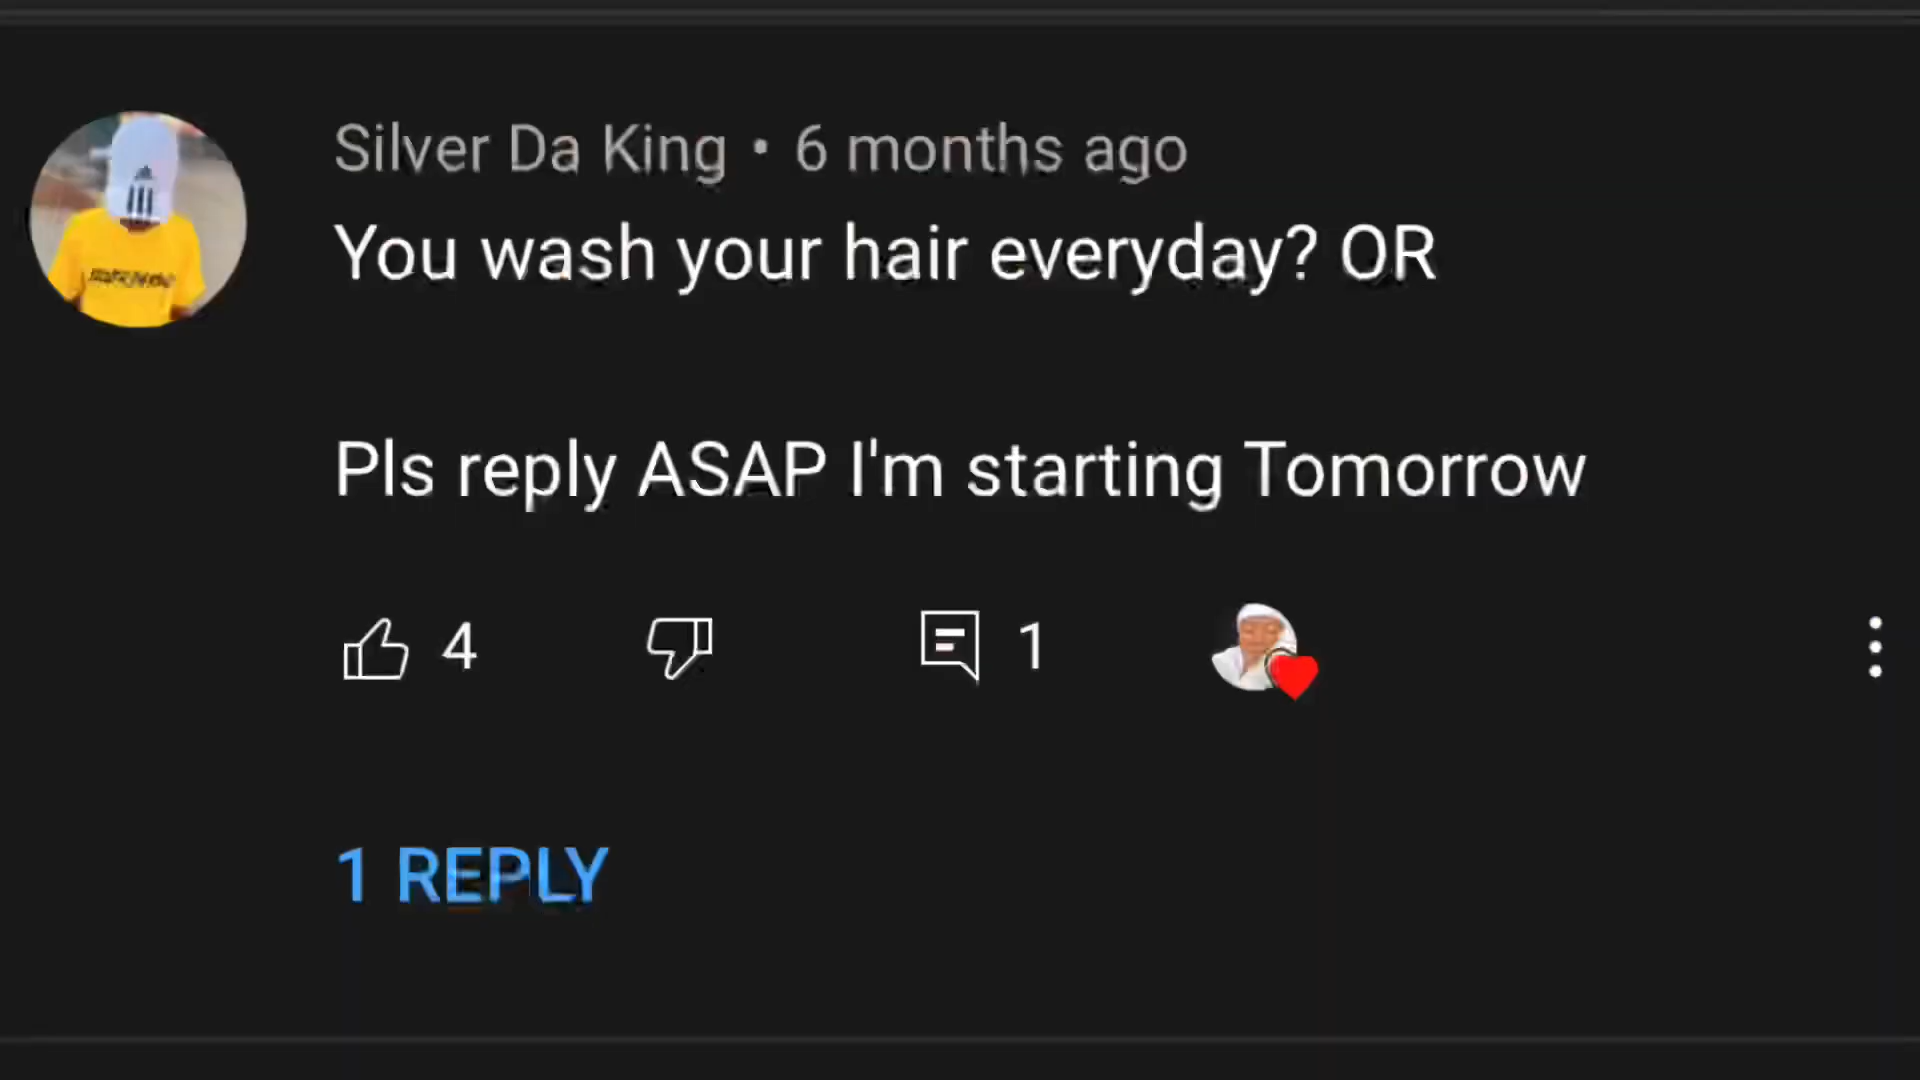 Silver Da King • 6 months ago
You wash your hair everyday? OR
Pls reply ASAP I'm starting Tomorrow
4 1
1 REPLY